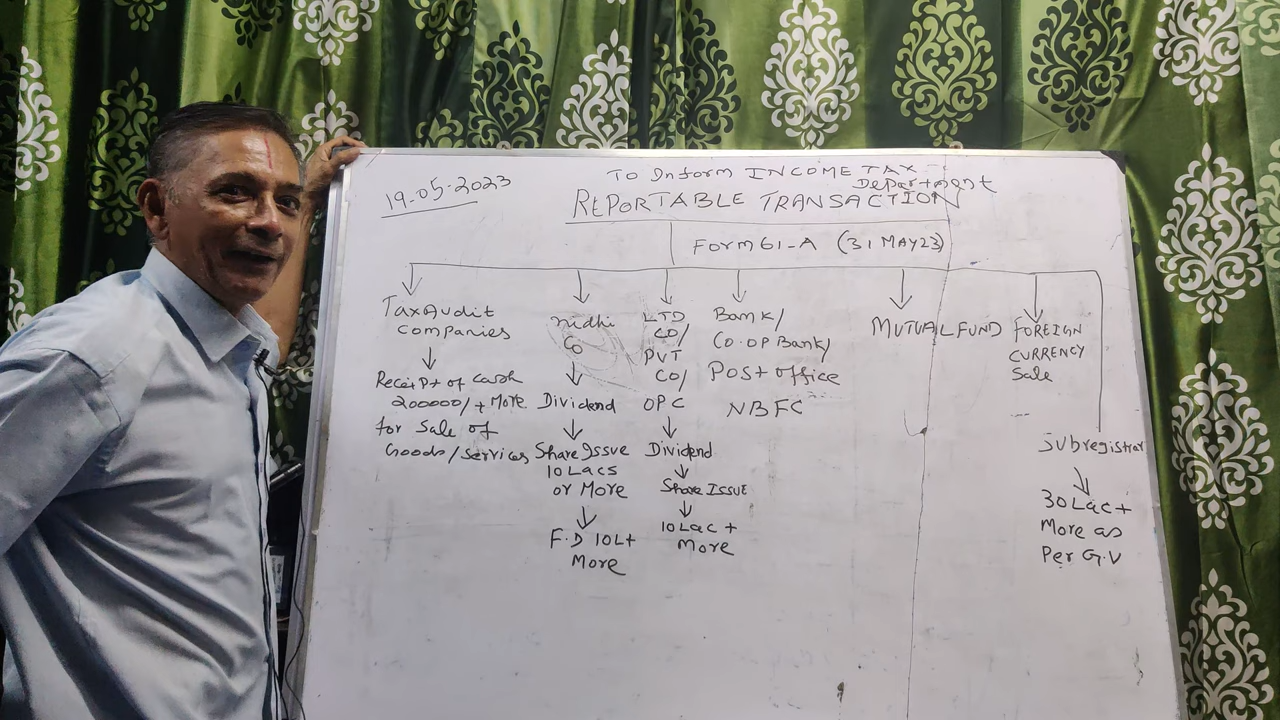 19-05-2023
TO Inform INCOME TAX
Department
REPORTABLE TRANSACTION
Form 61-A (31 MAY23)
Tax Audit
Companies
Receipt of cash
200000/+ More
for Sale of
Goods/Services
nidhi
Co
Dividend
Share Issue
10 Lacs
or More
F.D 10L+
More
LTD
CO/
PVT
CO/
OPC
Dividend
Share ISSUE
10 Lac +
More
Bank/
CO.OP Bank/
Post office
NBFC
MUTUAL FUND
FOREIGN
CURRENCY
Sale
Subregistrar
30 Lac +
More as
Per G.V